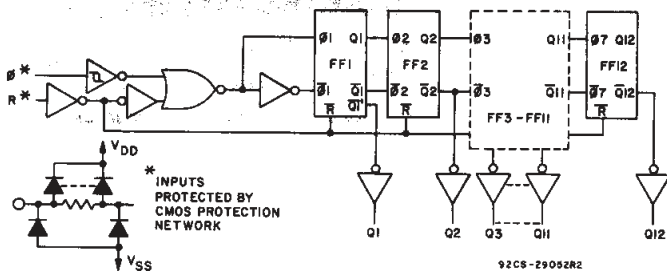 Ø1 Q1 Ø2 Q2 Ø3 Q11 Ø7 Q12
Ø* FF1 FF2 FF12
R* Ø̅1 Q̅1 Ø̅2 Q̅2 Ø̅3 Q̅11 Ø̅7 Q̅12
Q̅1̅'
R̅ R̅ FF3-FF11 R̅
VDD
* INPUTS
PROTECTED BY
CMOS PROTECTION
NETWORK
VSS
Q1 Q2 Q3 Q11 Q12
92CS-29052R2